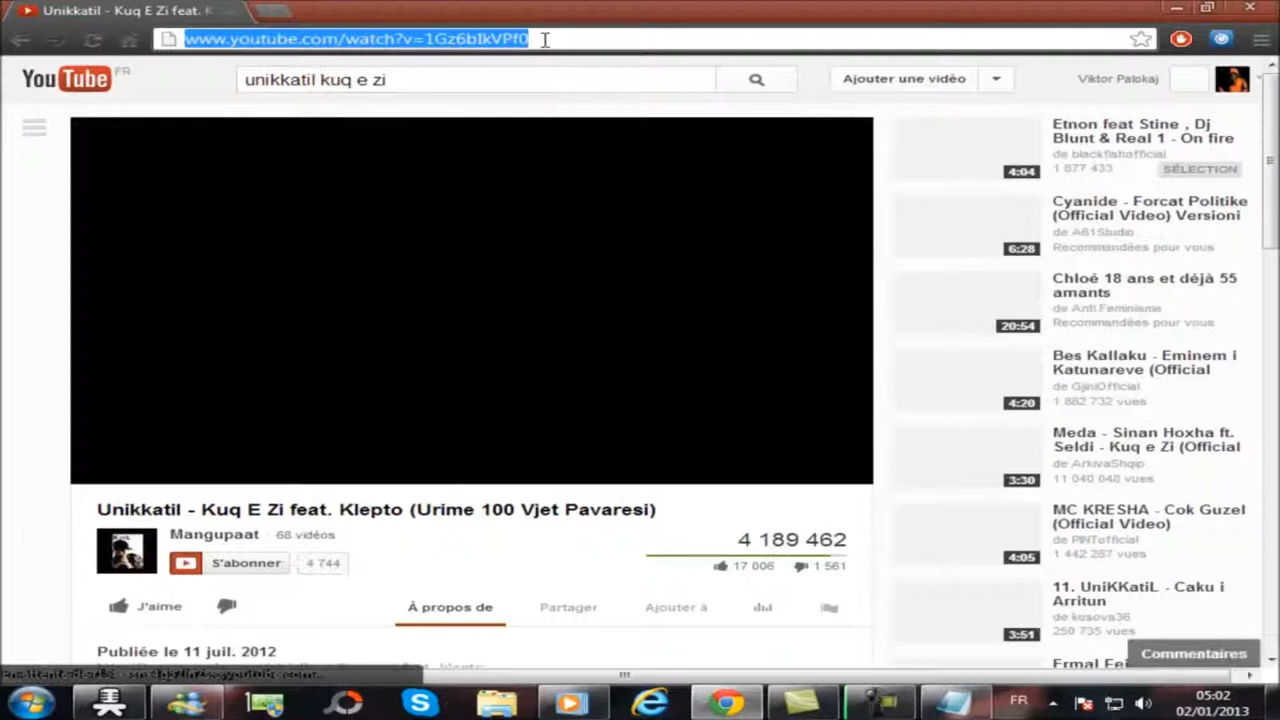 Unikkatil - Kuq E Zi feat. K
www.youtube.com/watch?v=1Gz6bIkVPf0
YouTube FR
unikkatil kuq e zi
Ajouter une vidéo
Viktor Palokaj
Etnon feat Stine , Dj
Blunt & Real 1 - On fire
de blackfishofficial
1 877 433
SÉLECTION
4:04
Cyanide - Forcat Politike
(Official Video) Versioni
de A61Studio
Recommandées pour vous
6:28
Chloé 18 ans et déjà 55
amants
de Anti Feminisme
Recommandées pour vous
20:54
Bes Kallaku - Eminem i
Katunareve (Official
de GjiniOfficial
1 882 732 vues
4:20
Meda - Sinan Hoxha ft.
Seldi - Kuq e Zi (Official
de ArkivaShqip
11 040 048 vues
3:30
MC KRESHA - Cok Guzel
(Official Video)
de PINTofficial
1 442 287 vues
4:05
11. UniKKatiL - Caku i
Arritun
de kosova36
250 735 vues
3:51
Ermal Fej
Commentaires
Unikkatil - Kuq E Zi feat. Klepto (Urime 100 Vjet Pavaresi)
Mangupaat · 68 vidéos
S'abonner 4 744
4 189 462
17 006 1 561
J'aime
À propos de
Partager
Ajouter à
Publiée le 11 juil. 2012
FR
05:02
02/01/2013